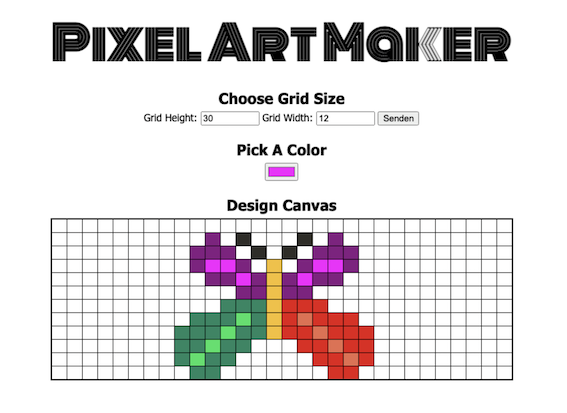 Pixel Art Maker
Choose Grid Size
Grid Height: 30 Grid Width: 12 Senden
Pick A Color
Design Canvas